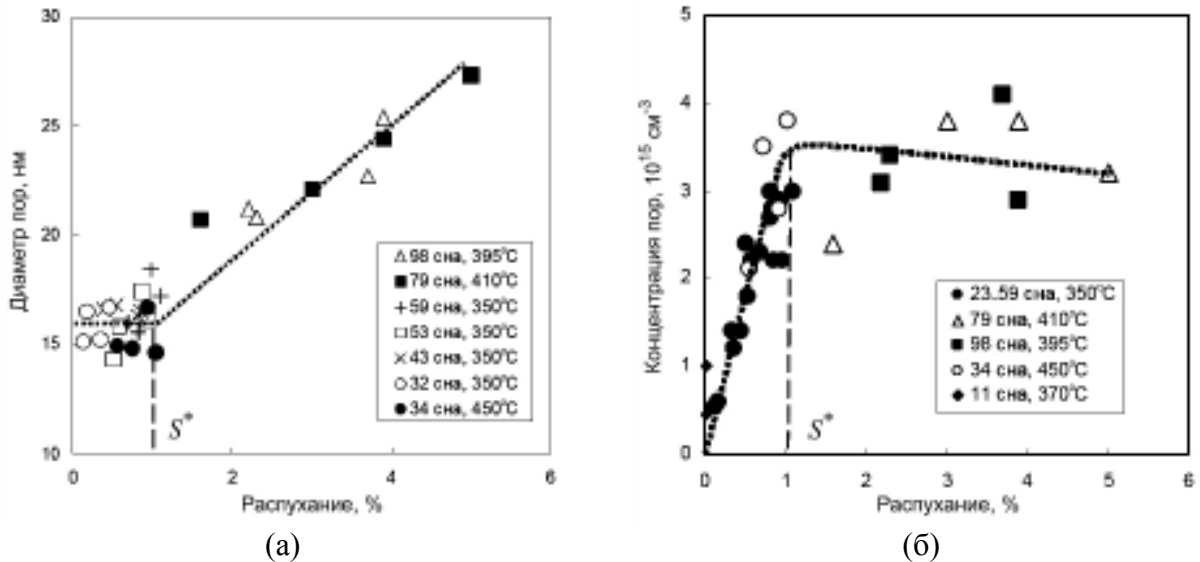 30
25
20
15
10
0
2
4
6
Диаметр пор, нм
Распухание, %
98 сна, 395°C
79 сна, 410°C
59 сна, 350°C
53 сна, 350°C
43 сна, 350°C
32 сна, 350°C
34 сна, 450°C
S*
(а)
5
4
3
2
1
0
0
1
2
3
4
5
6
Концентрация пор, 10¹⁵ см⁻³
Распухание, %
23..59 сна, 350°C
79 сна, 410°C
98 сна, 395°C
34 сна, 450°C
11 сна, 370°C
S*
(б)